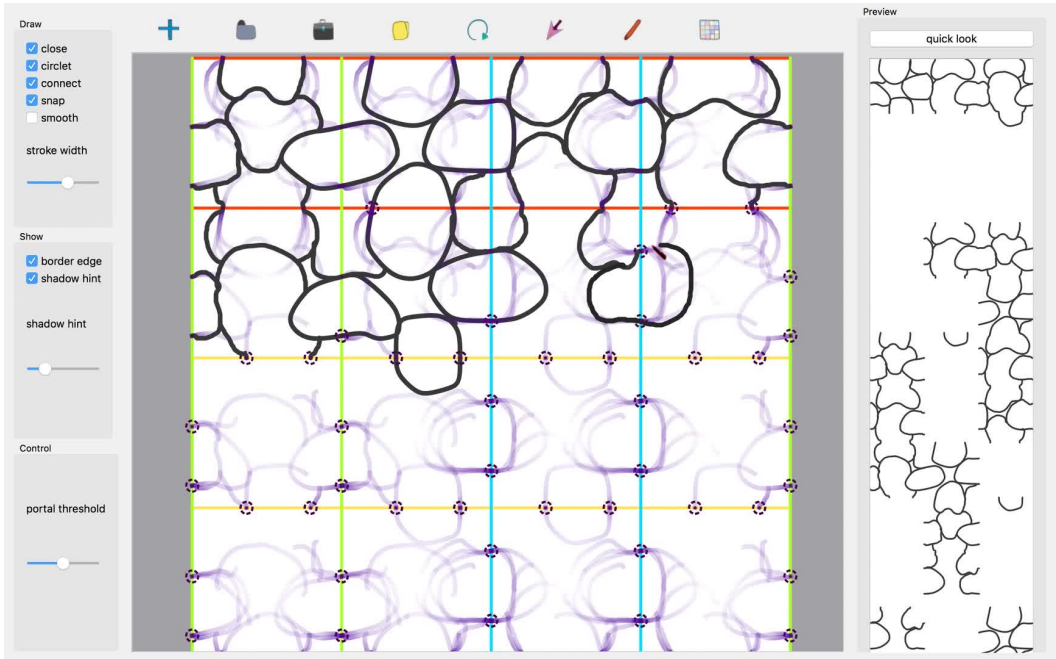 Draw
close
circlet
connect
snap
smooth
stroke width
Show
border edge
shadow hint
shadow hint
Control
portal threshold
Preview
quick look